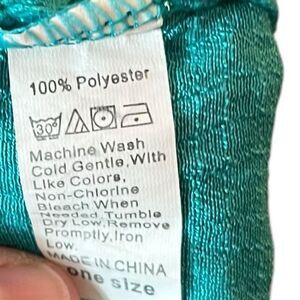 100% Polyester
30°
Machine Wash
Cold Gentle,With
Like Colors,
Non-Chlorine
Bleach When
Needed,Tumble
Dry Low,Remove
Promptly,Iron
Low.
MADE IN CHINA
one size